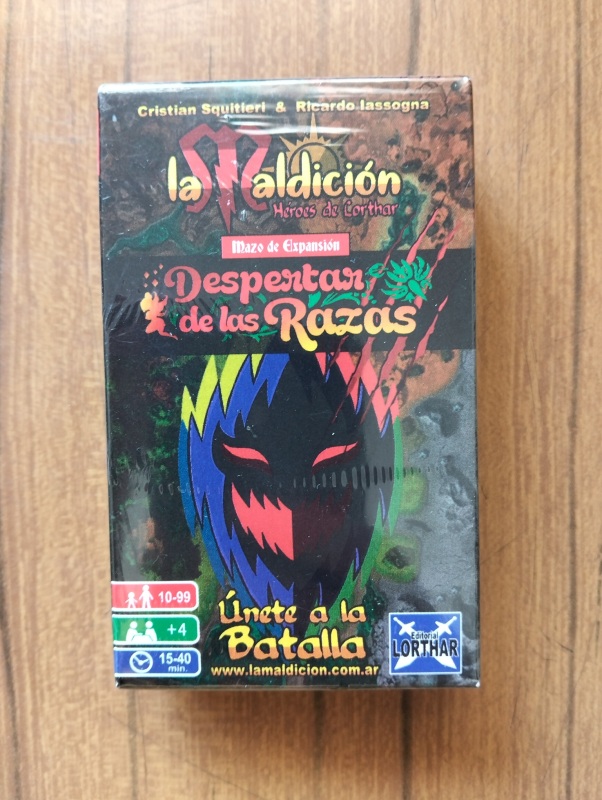 Cristian Squitieri & Ricardo Iassogna
la Maldición
Héroes de Lorthar
Mazo de Expansión
Despertar
de las Razas
10-99
+4
15-40
min.
Únete a la
Batalla
www.lamaldicion.com.ar
Editorial
LORTHAR